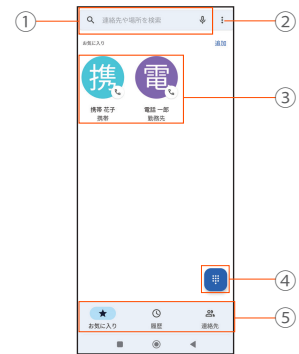 ① 連絡先や場所を検索 ②
お気に入り 追加
携 電 ③
携帯 花子 電話 一郎
携帯 勤務先
④
お気に入り 履歴 連絡先 ⑤